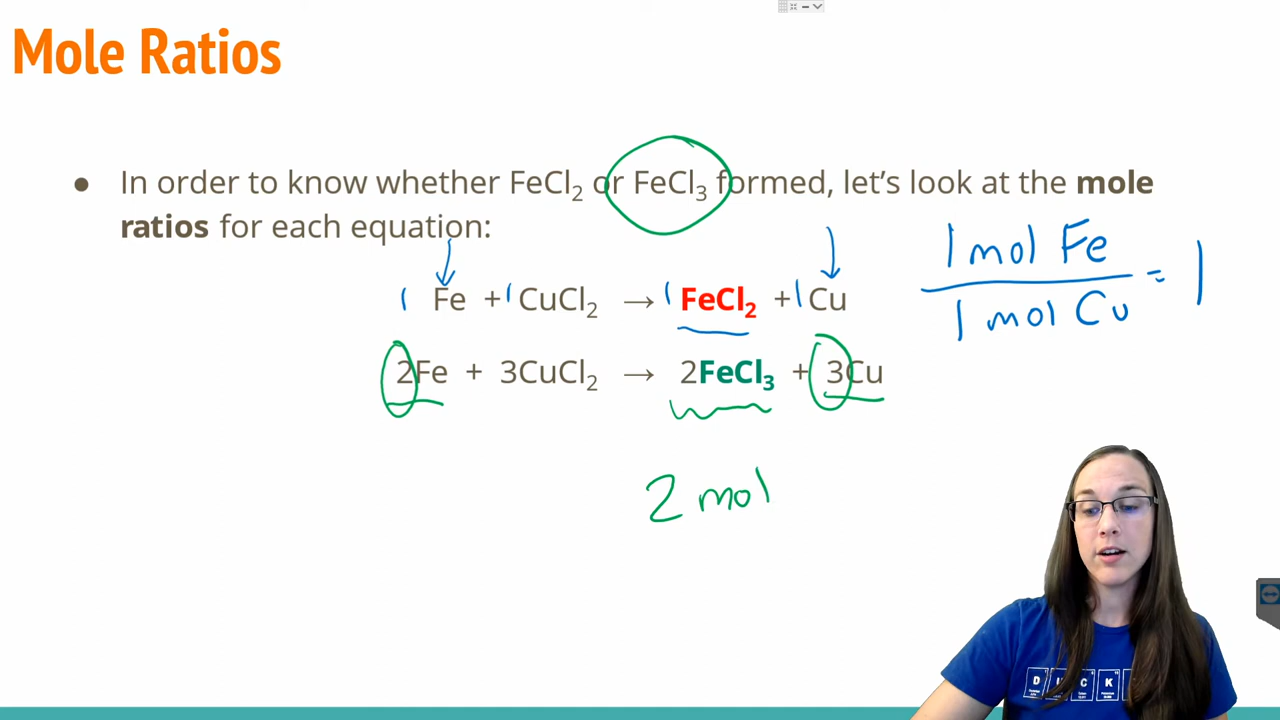 Mole Ratios
● In order to know whether FeCl₂ or FeCl₃ formed, let’s look at the mole
ratios for each equation:
1 Fe + 1 CuCl₂ → 1 FeCl₂ + 1 Cu
1 mol Fe
1 mol Cu
= 1
2Fe + 3CuCl₂ → 2FeCl₃ + 3Cu
2 mol